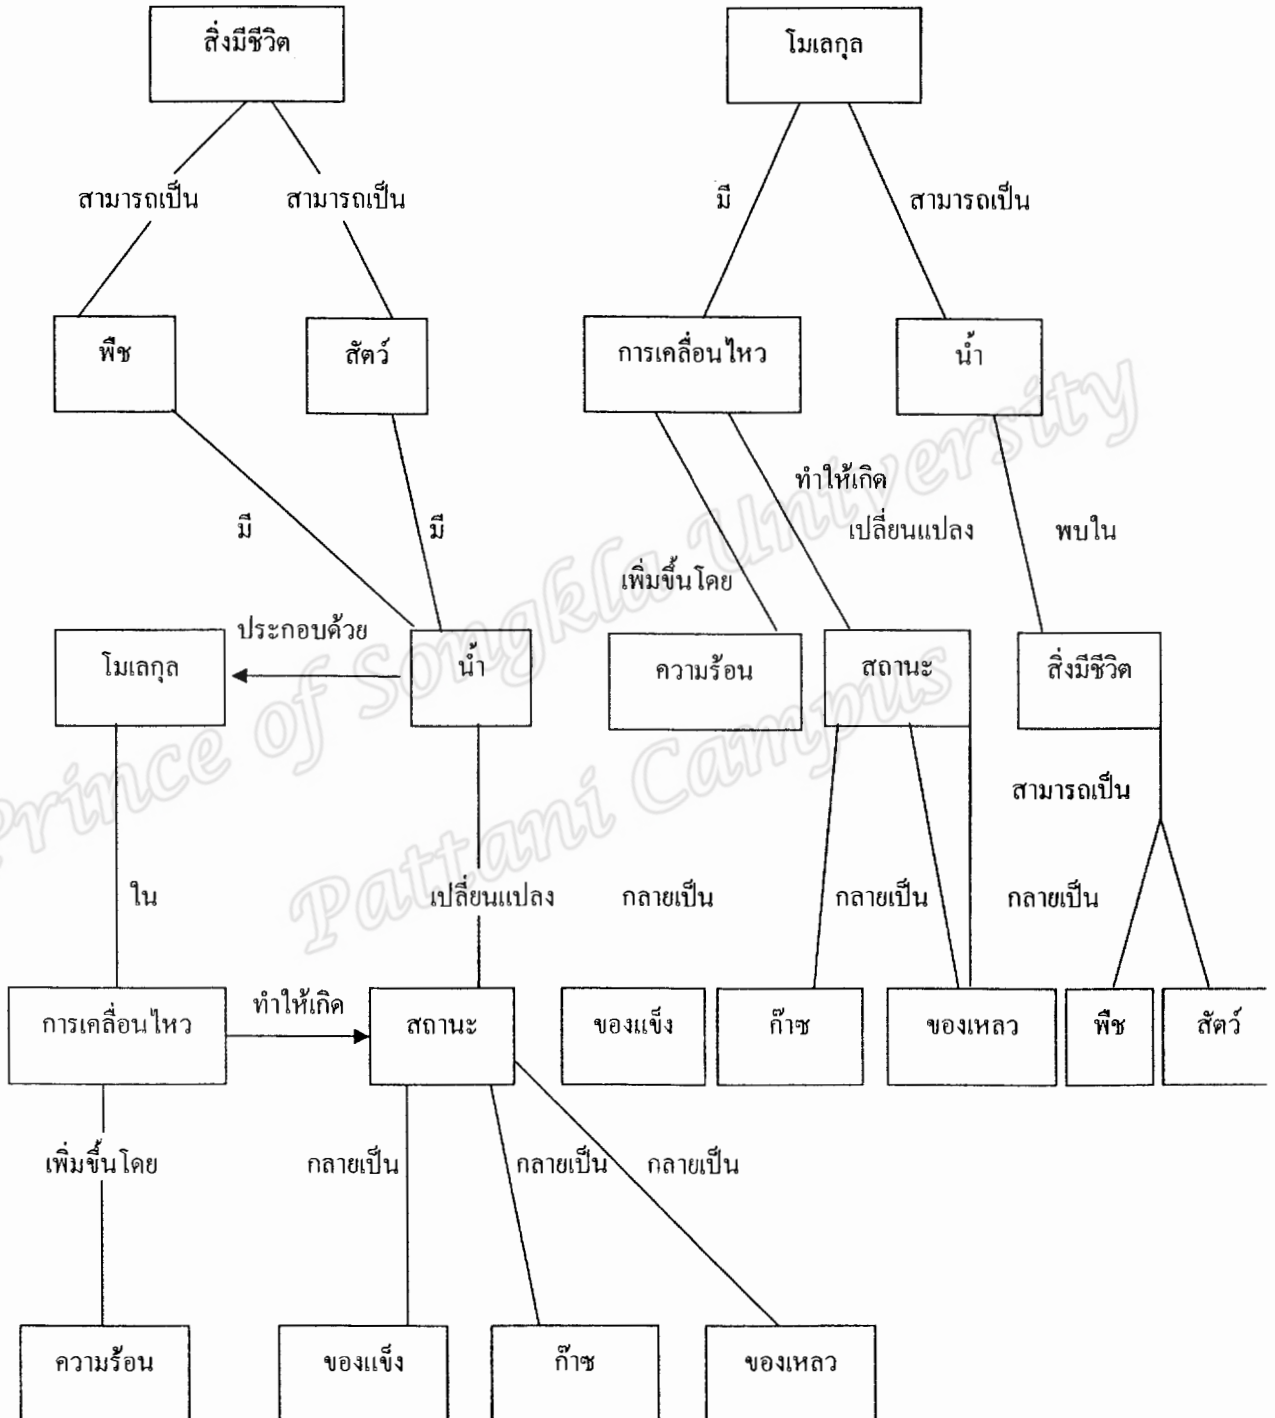 สิ่งมีชีวิต
โมเลกุล
สามารถเป็น
สามารถเป็น
มี
สามารถเป็น
พืช
สัตว์
การเคลื่อนไหว
น้ำ
ทำให้เกิด
มี
มี
เปลี่ยนแปลง
พบใน
เพิ่มขึ้นโดย
ประกอบด้วย
โมเลกุล
น้ำ
ความร้อน
สถานะ
สิ่งมีชีวิต
สามารถเป็น
ใน
เปลี่ยนแปลง
กลายเป็น
กลายเป็น
กลายเป็น
การเคลื่อนไหว
ทำให้เกิด
สถานะ
ของแข็ง
ก๊าซ
ของเหลว
พืช
สัตว์
เพิ่มขึ้นโดย
กลายเป็น
กลายเป็น
กลายเป็น
ความร้อน
ของแข็ง
ก๊าซ
ของเหลว
Prince of Songkla University
Pattani Campus